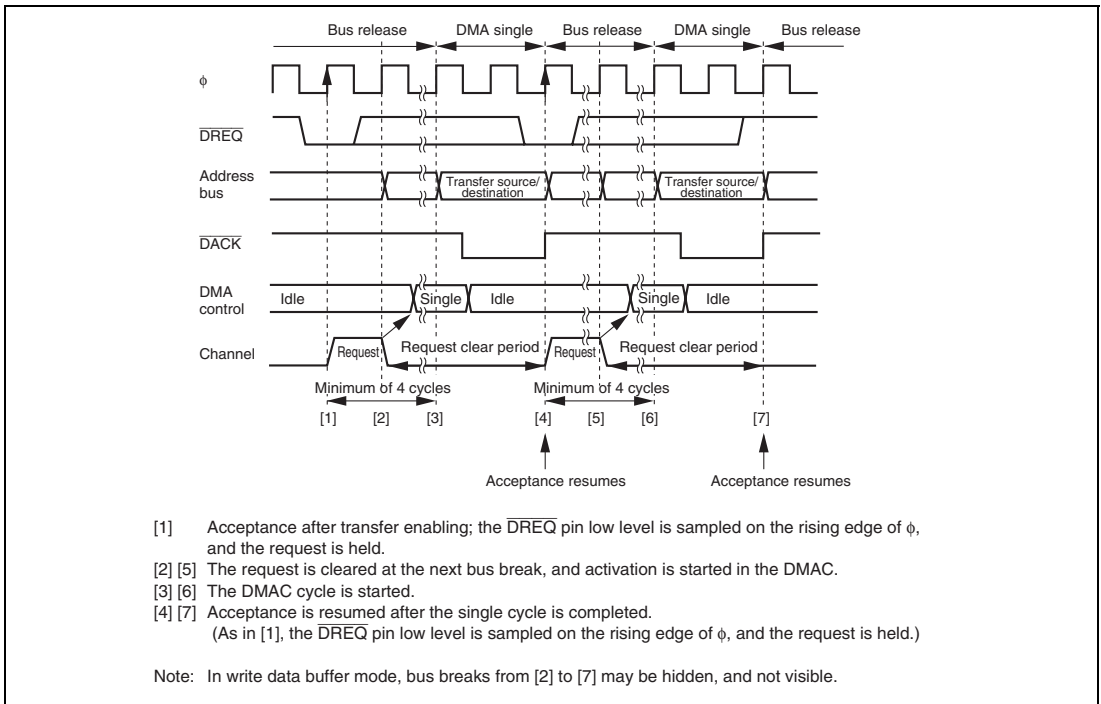 Bus release DMA single Bus release DMA single Bus release
φ
DREQ
Address
bus
Transfer source/
destination
Transfer source/
destination
DACK
DMA
control
Idle Single Idle Single Idle
Channel
Request Request clear period Request Request clear period
Minimum of 4 cycles Minimum of 4 cycles
[1] [2] [3] [4] [5] [6] [7]
Acceptance resumes Acceptance resumes
[1] Acceptance after transfer enabling; the DREQ pin low level is sampled on the rising edge of φ,
and the request is held.
[2] [5] The request is cleared at the next bus break, and activation is started in the DMAC.
[3] [6] The DMAC cycle is started.
[4] [7] Acceptance is resumed after the single cycle is completed.
(As in [1], the DREQ pin low level is sampled on the rising edge of φ, and the request is held.)
Note: In write data buffer mode, bus breaks from [2] to [7] may be hidden, and not visible.